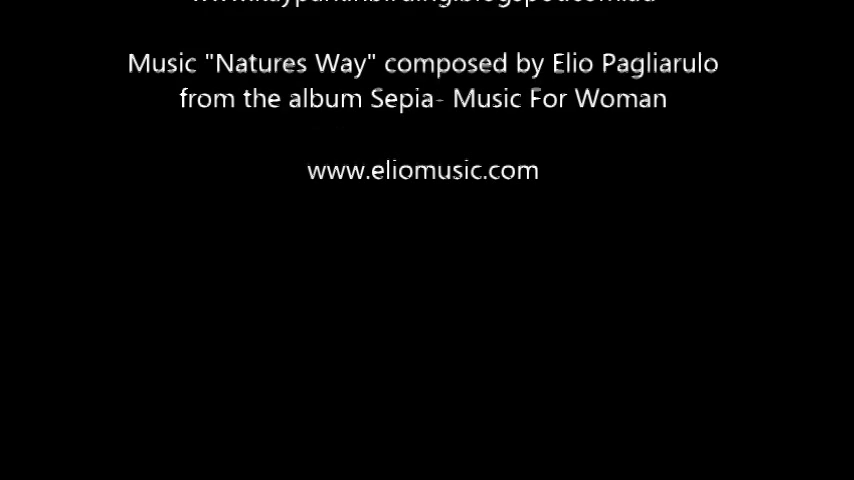 Music "Natures Way" composed by Elio Pagliarulo
from the album Sepia- Music For Woman
www.eliomusic.com